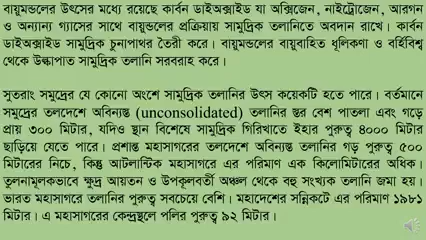 বায়ুমন্ডলের উৎসের মধ্যে রয়েছে কার্বন ডাইঅক্সাইড যা অক্সিজেন, নাইট্রোজেন, আরগন
ও অন্যান্য গ্যাসের সাথে বায়ুন্ডলের প্রক্রিয়ায় সামুদ্রিক তলানিতে অবদান রাখে। কার্বন
ডাইঅক্সাইড সামুদ্রিক চুনাপাথর তৈরী করে। বায়ুমন্ডলের বায়ুবাহিত ধূলিকণা ও বর্হিবিশ্ব
থেকে উল্কাপাত সামুদ্রিক তলানি সরবরাহ করে।
সুতরাং সমুদ্রের যে কোনো অংশে সামুদ্রিক তলানির উৎস কয়েকটি হতে পারে। বর্তমানে
সমুদ্রের তলদেশে অবিন্যস্ত (unconsolidated) তলানির স্তর বেশ পাতলা এবং গড়ে
প্রায় ৩০০ মিটার, যদিও স্থান বিশেষে সামুদ্রিক গিরিখাতে ইহার পুরুত্ব ৪০০০ মিটার
ছাড়িয়ে যেতে পারে। প্রশান্ত মহাসাগরের তলদেশে অবিন্যস্ত তলানির গড় পুরুত্ব ৫০০
মিটারের নিচে, কিন্তু আটলান্টিক মহাসাগরে এর পরিমাণ এক কিলোমিটারের অধিক।
তুলনামূলকভাবে ক্ষুদ্র আয়তন ও উপকূলবর্তী অঞ্চল থেকে বহু সংখ্যক তলানি জমা হয়।
ভারত মহাসাগরে তলানির পুরুত্ব সবচেয়ে বেশি। মহাদেশের সন্নিকটে এর পরিমাণ ১৯৮১
মিটার। এ মহাসাগরের কেন্দ্রস্থলে পলির পুরুত্ব ৯২ মিটার।